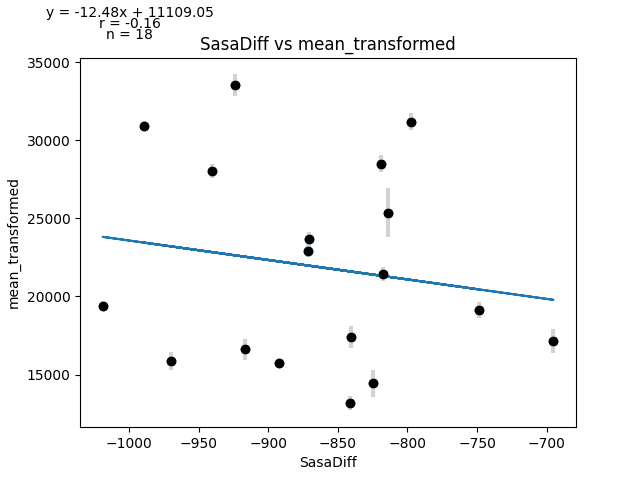 y = -12.48x + 11109.05
r = -0.16
n = 18
SasaDiff vs mean_transformed
35000
30000
25000
20000
15000
mean_transformed
−1000
−950
−900
−850
−800
−750
−700
SasaDiff